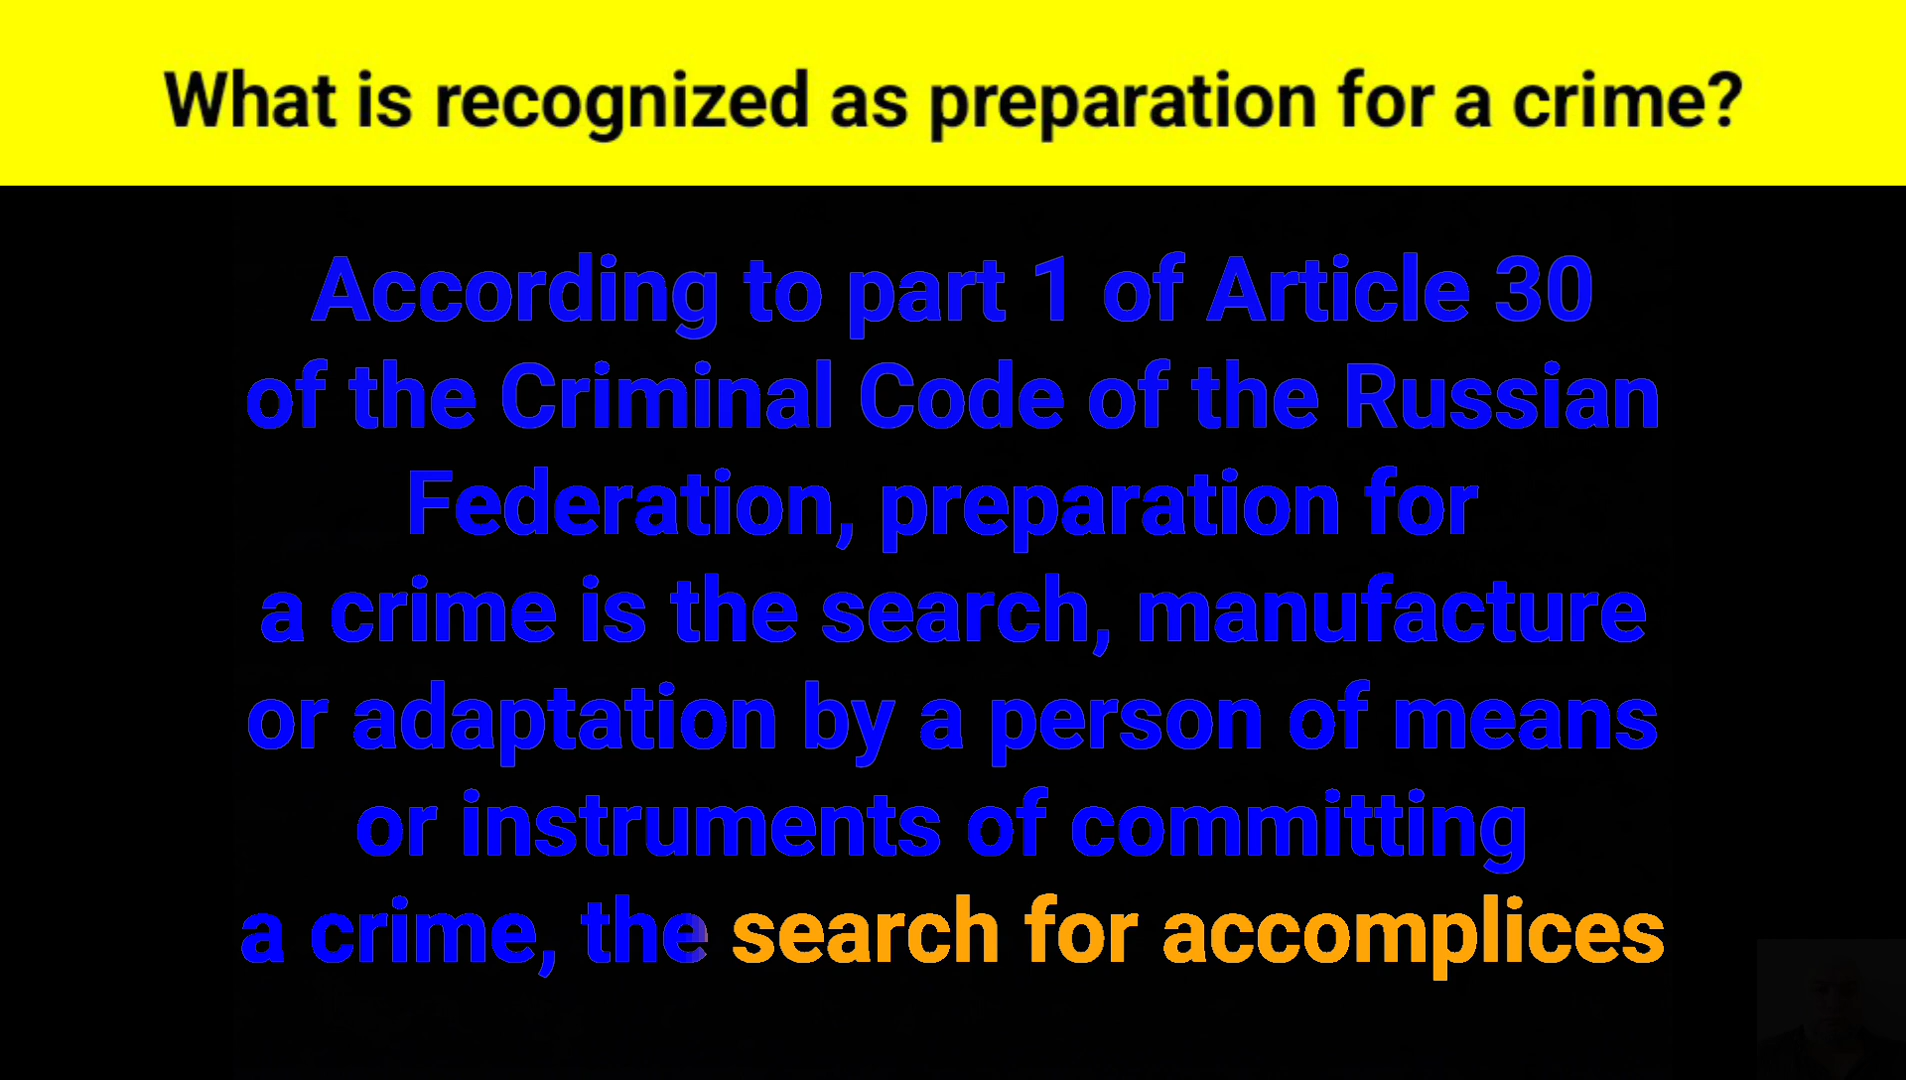 What is recognized as preparation for a crime?
According to part 1 of Article 30
of the Criminal Code of the Russian
Federation, preparation for
a crime is the search, manufacture
or adaptation by a person of means
or instruments of committing
a crime, the search for accomplices